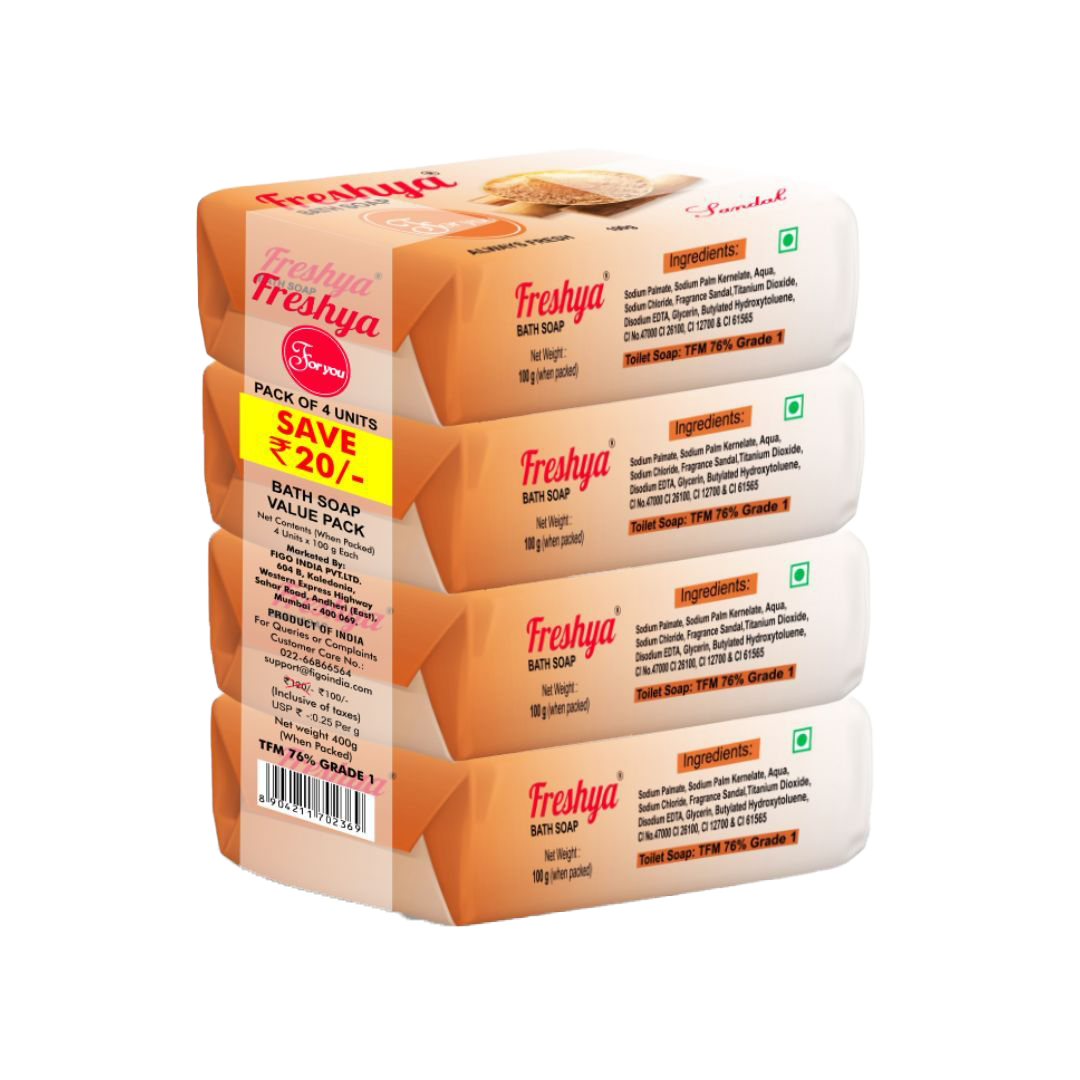 Freshya®
BATH SOAP
For you
ALWAYS FRESH
100g
Sandal
Freshya®
BATH SOAP
Freshya
For you
PACK OF 4 UNITS
SAVE
₹20/-
BATH SOAP
VALUE PACK
Net Contents (When Packed)
4 Units x 100 g Each
Marketed By:
FIGO INDIA PVT.LTD.
604 B, Kaledonia,
Western Express Highway
Sahar Road, Andheri (East),
Mumbai - 400 069.
PRODUCT OF INDIA
For Queries or Complaints
Customer Care No.:
022-66866564
support@figoindia.com
₹120/- ₹100/-
(Inclusive of taxes)
USP ₹ -:0.25 Per g
Net weight 400g
(When Packed)
TFM 76% GRADE 1
8 904211 702369
Freshya®
BATH SOAP
Net Weight :
100 g (when packed)
Ingredients:
Sodium Palmate, Sodium Palm Kernelate, Aqua,
Sodium Chloride, Fragrance Sandal,Titanium Dioxide,
Disodium EDTA, Glycerin, Butylated Hydroxytoluene,
CI No.47000 CI 26100, CI 12700 & CI 61565
Toilet Soap: TFM 76% Grade 1
Freshya®
BATH SOAP
Net Weight :
100 g (when packed)
Ingredients:
Sodium Palmate, Sodium Palm Kernelate, Aqua,
Sodium Chloride, Fragrance Sandal,Titanium Dioxide,
Disodium EDTA, Glycerin, Butylated Hydroxytoluene,
CI No.47000 CI 26100, CI 12700 & CI 61565
Toilet Soap: TFM 76% Grade 1
Freshya®
BATH SOAP
Net Weight :
100 g (when packed)
Ingredients:
Sodium Palmate, Sodium Palm Kernelate, Aqua,
Sodium Chloride, Fragrance Sandal,Titanium Dioxide,
Disodium EDTA, Glycerin, Butylated Hydroxytoluene,
CI No.47000 CI 26100, CI 12700 & CI 61565
Toilet Soap: TFM 76% Grade 1
Freshya®
BATH SOAP
Net Weight :
100 g (when packed)
Ingredients:
Sodium Palmate, Sodium Palm Kernelate, Aqua,
Sodium Chloride, Fragrance Sandal,Titanium Dioxide,
Disodium EDTA, Glycerin, Butylated Hydroxytoluene,
CI No.47000 CI 26100, CI 12700 & CI 61565
Toilet Soap: TFM 76% Grade 1